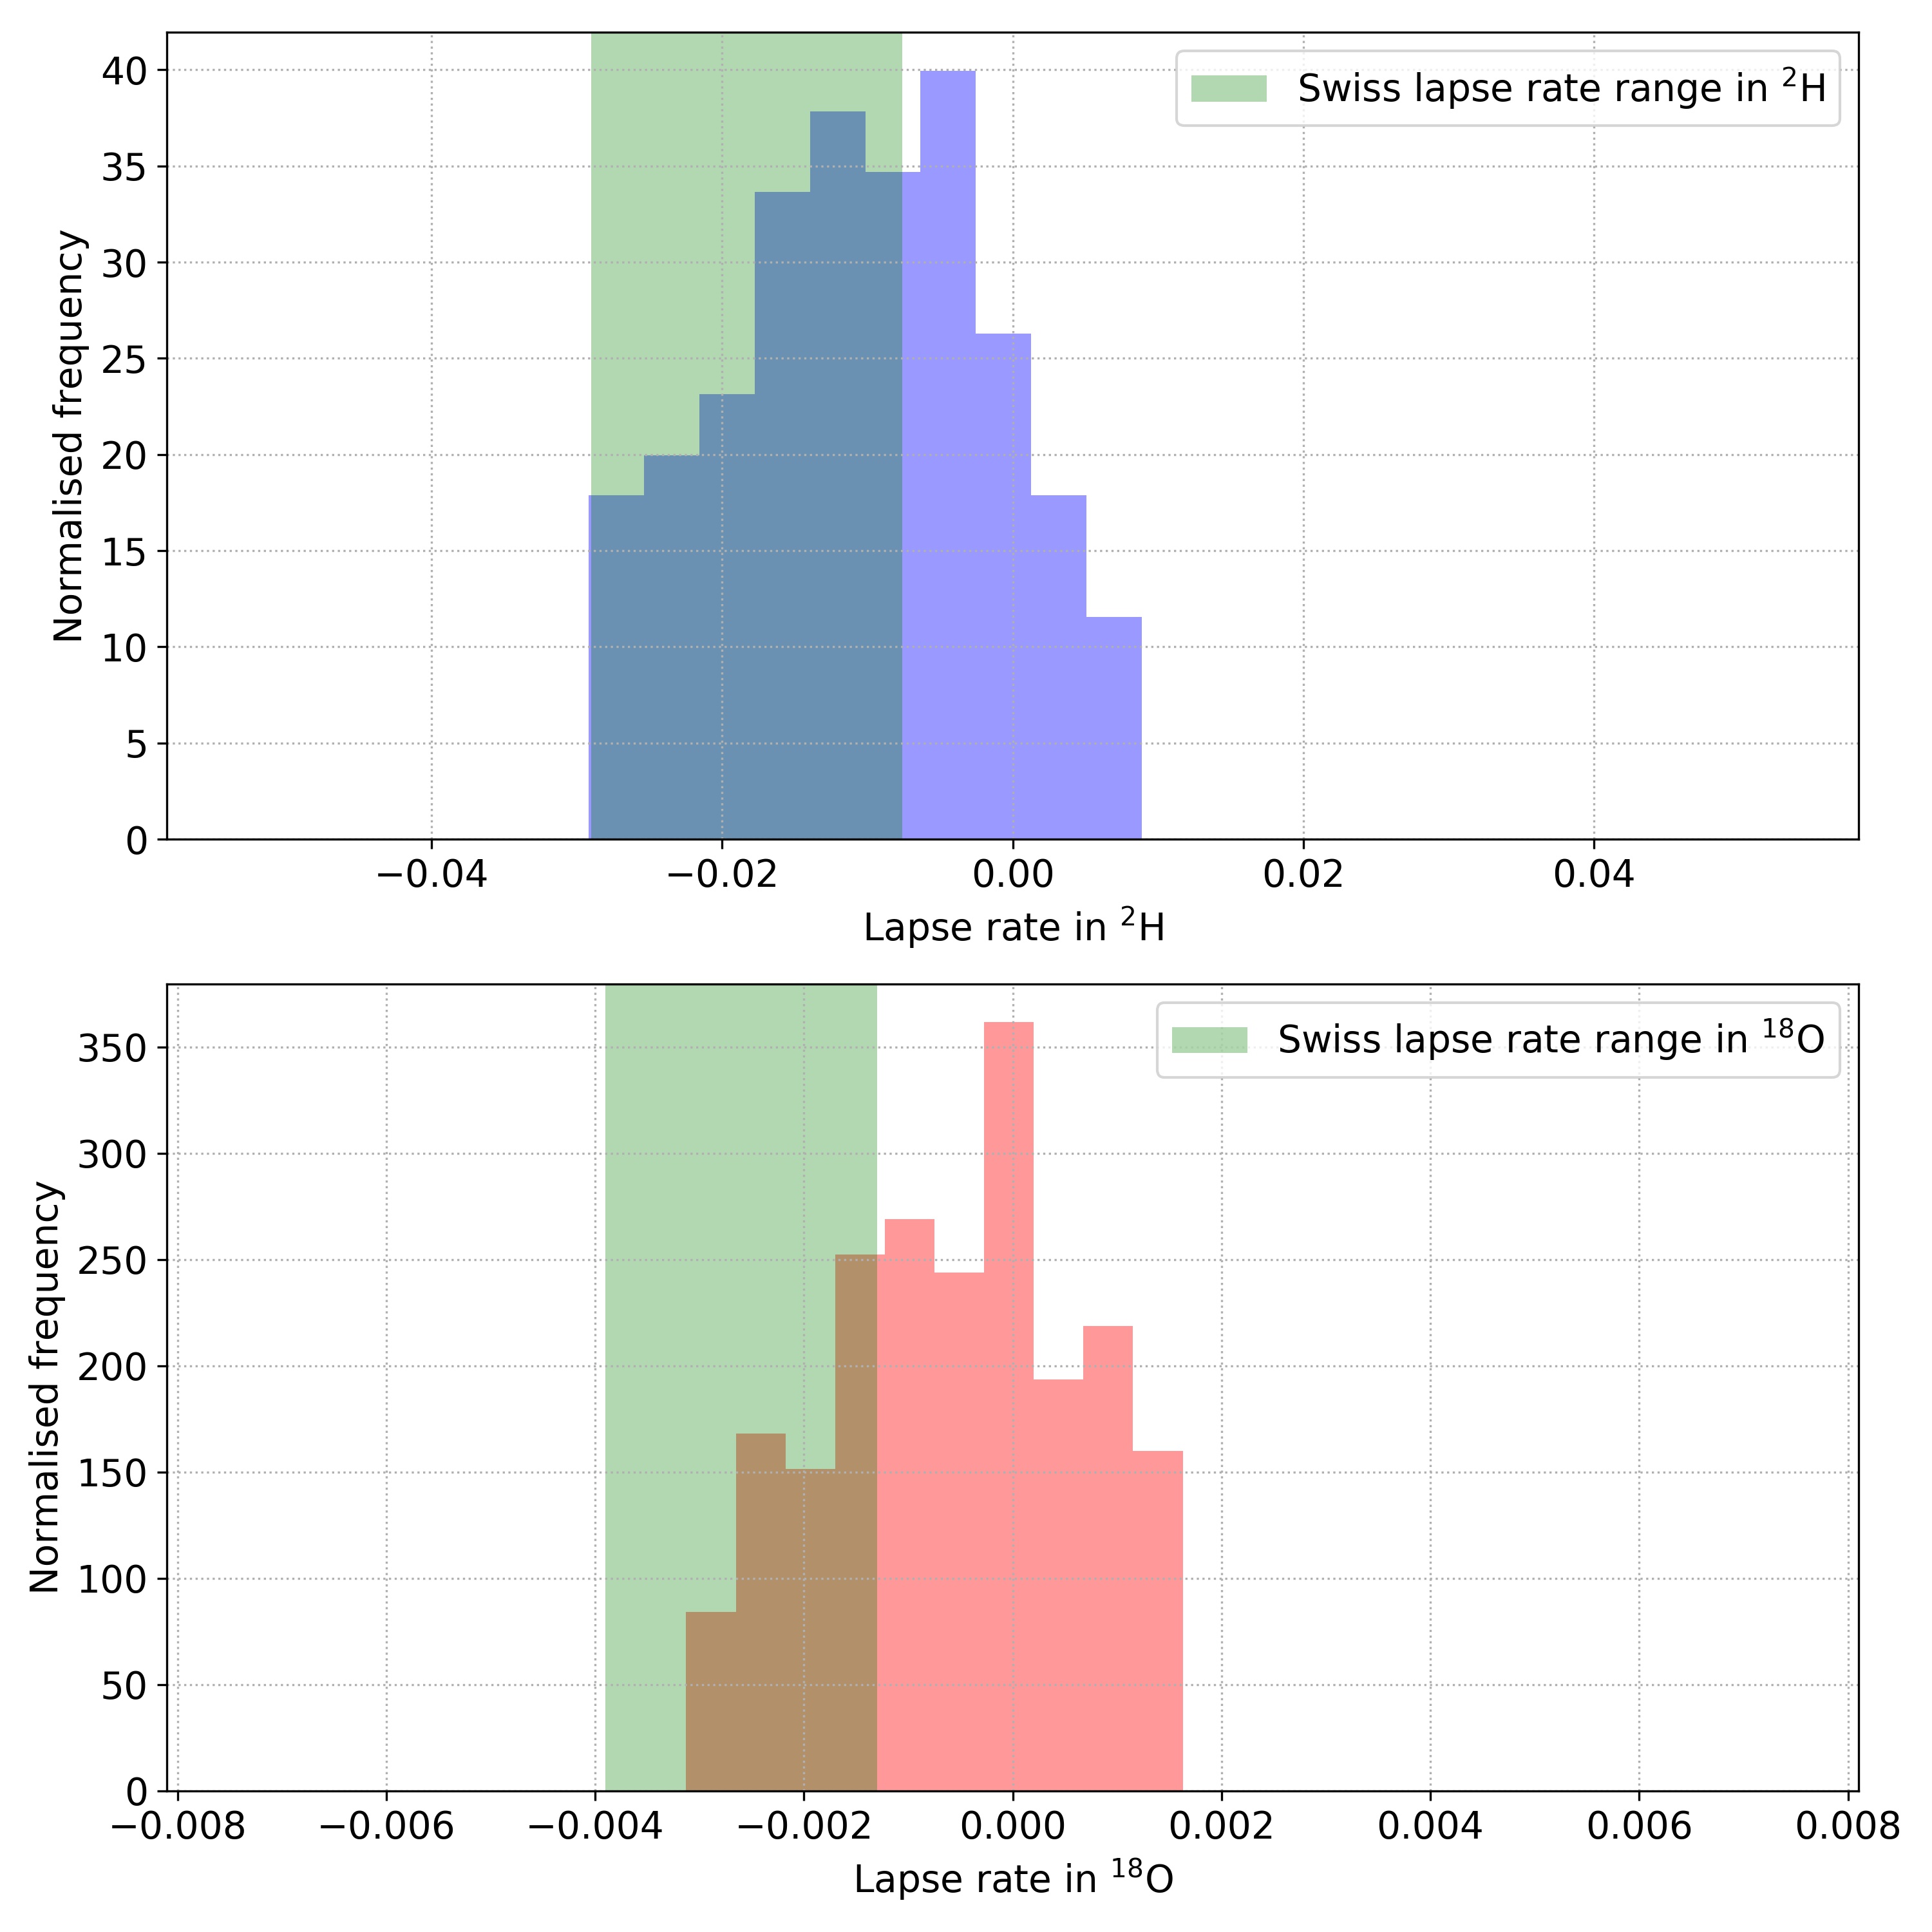 Swiss lapse rate range in ²H
Normalised frequency
40
35
30
25
20
15
10
5
0
−0.04 −0.02 0.00 0.02 0.04
Lapse rate in ²H
Swiss lapse rate range in ¹⁸O
Normalised frequency
350
300
250
200
150
100
50
0
−0.008 −0.006 −0.004 −0.002 0.000 0.002 0.004 0.006 0.008
Lapse rate in ¹⁸O